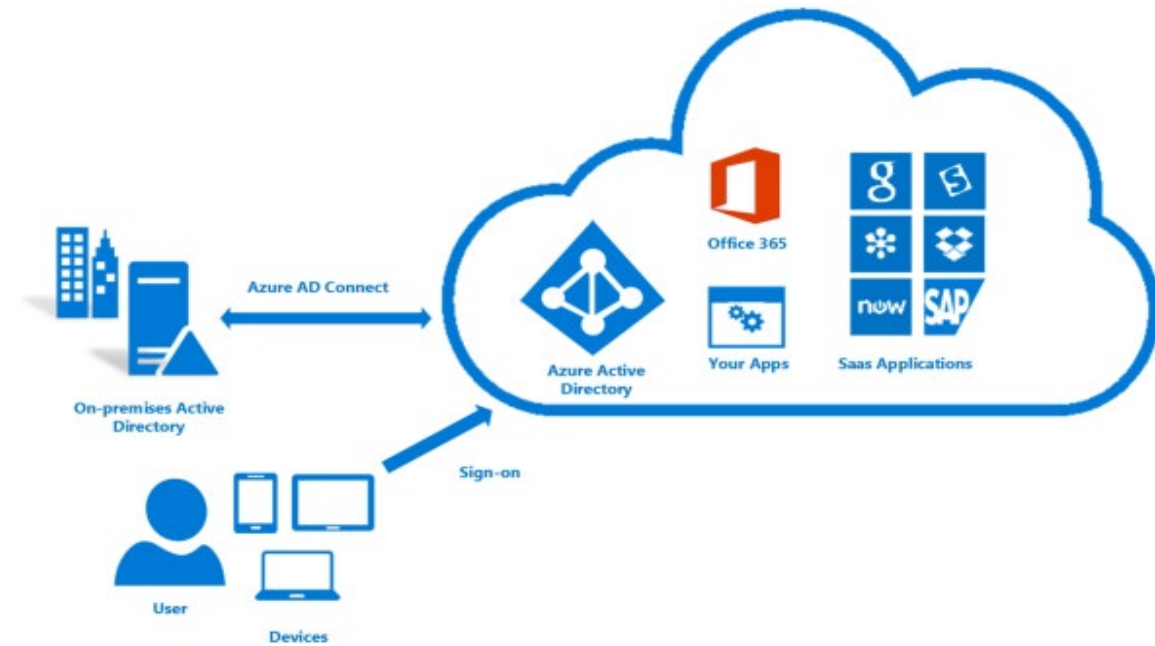 Office 365
Azure AD Connect
Azure Active
Directory
Your Apps
Saas Applications
g
S
now
SAP
On-premises Active
Directory
Sign-on
User
Devices